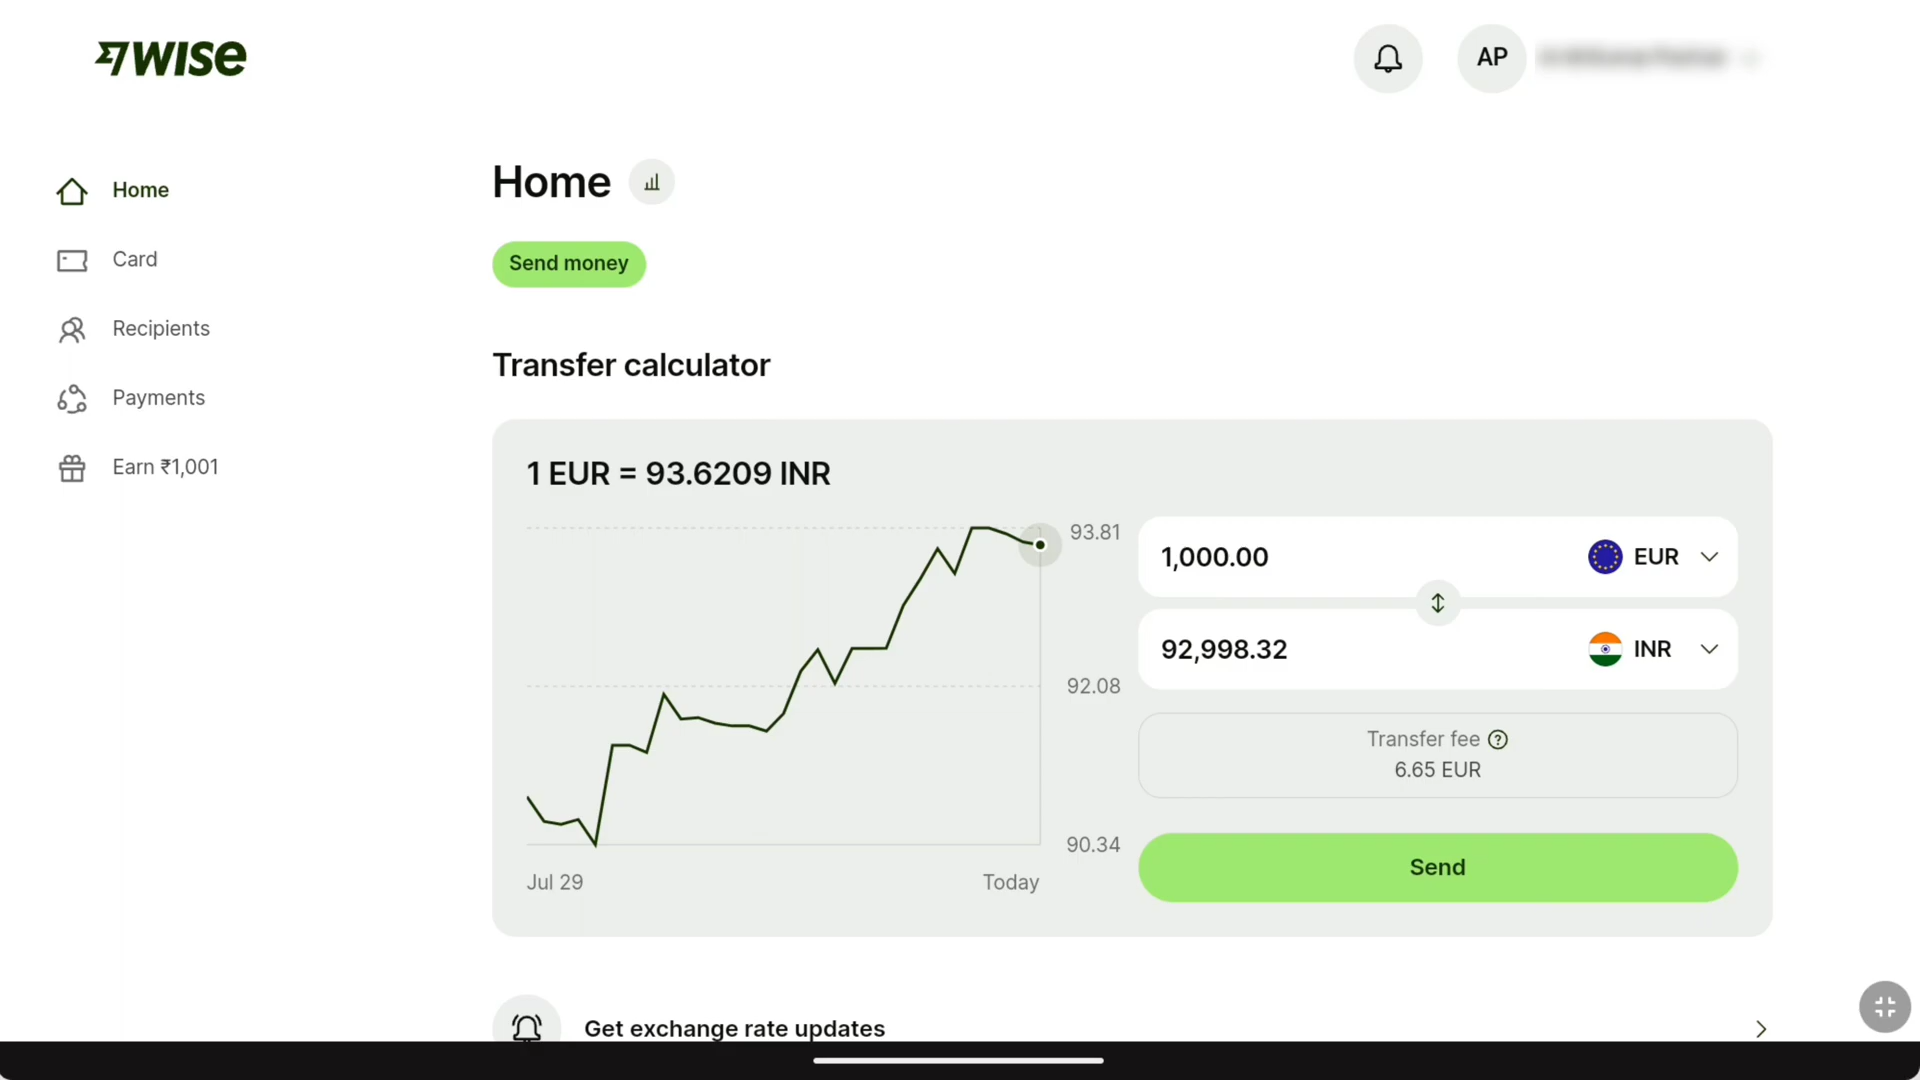 WISE
AP
Home
Card
Recipients
Payments
Earn ₹1,001
Home
Send money
Transfer calculator
1 EUR = 93.6209 INR
93.81
92.08
90.34
Jul 29
Today
1,000.00 EUR
92,998.32 INR
Transfer fee ?
6.65 EUR
Send
Get exchange rate updates